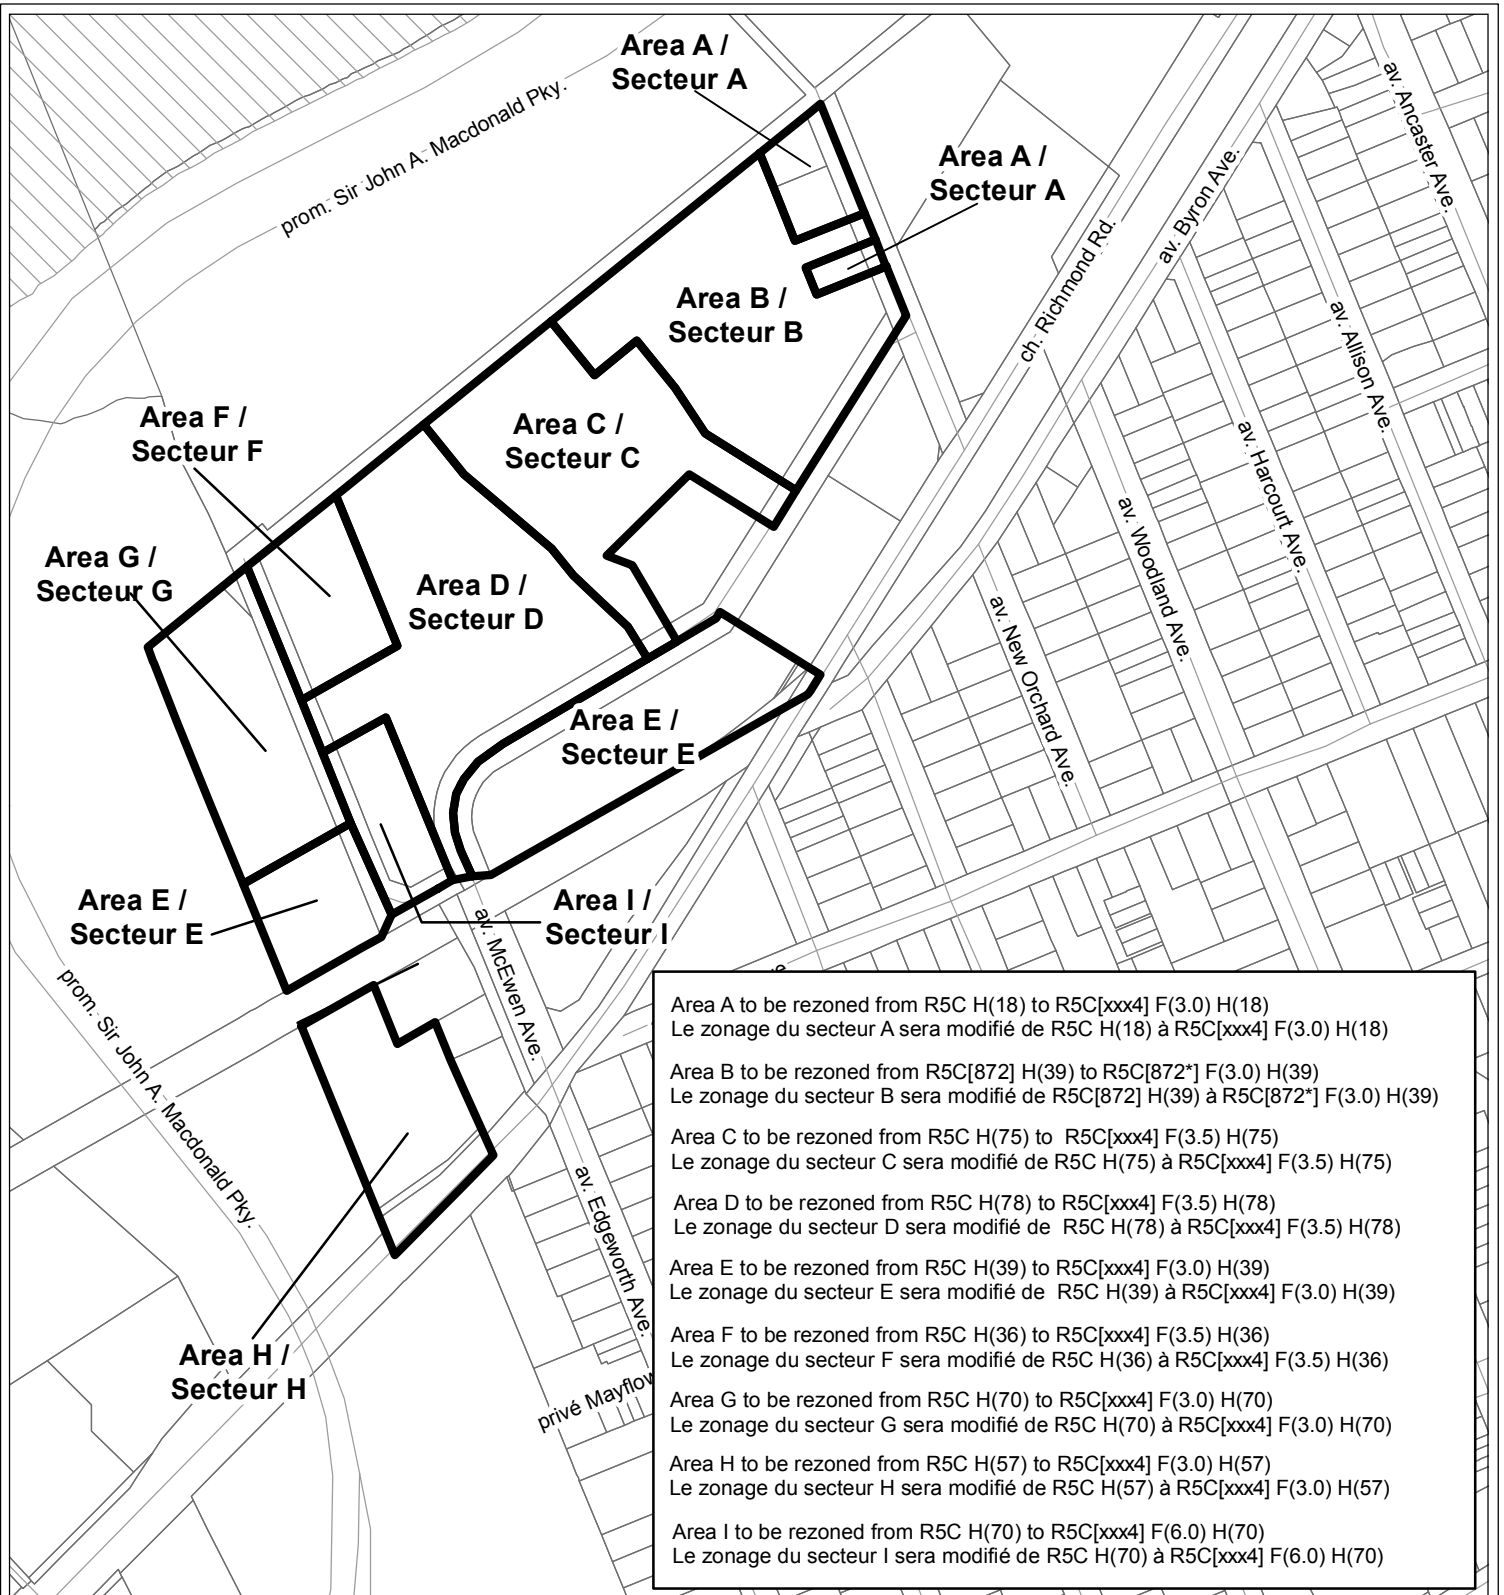 Area A /
Secteur A
prom. Sir John A. Macdonald Pky.
av. Ancaster Ave.
Area A /
Secteur A
av. Byron Ave.
ch. Richmond Rd.
Area B /
Secteur B
av. Allison Ave.
Area F /
Secteur F
Area C /
Secteur C
av. Harcourt Ave.
av. Woodland Ave.
Area G /
Secteur G
Area D /
Secteur D
av. New Orchard Ave.
Area E /
Secteur E
Area E /
Secteur E
Area I /
Secteur I
av. McEwen Ave.
prom. Sir John A. Macdonald Pky.
av. Edgeworth Ave.
Area H /
Secteur H
privé Mayflow
Area A to be rezoned from R5C H(18) to R5C[xxx4] F(3.0) H(18)
Le zonage du secteur A sera modifié de R5C H(18) à R5C[xxx4] F(3.0) H(18)
Area B to be rezoned from R5C[872] H(39) to R5C[872*] F(3.0) H(39)
Le zonage du secteur B sera modifié de R5C[872] H(39) à R5C[872*] F(3.0) H(39)
Area C to be rezoned from R5C H(75) to R5C[xxx4] F(3.5) H(75)
Le zonage du secteur C sera modifié de R5C H(75) à R5C[xxx4] F(3.5) H(75)
Area D to be rezoned from R5C H(78) to R5C[xxx4] F(3.5) H(78)
Le zonage du secteur D sera modifié de R5C H(78) à R5C[xxx4] F(3.5) H(78)
Area E to be rezoned from R5C H(39) to R5C[xxx4] F(3.0) H(39)
Le zonage du secteur E sera modifié de R5C H(39) à R5C[xxx4] F(3.0) H(39)
Area F to be rezoned from R5C H(36) to R5C[xxx4] F(3.5) H(36)
Le zonage du secteur F sera modifié de R5C H(36) à R5C[xxx4] F(3.5) H(36)
Area G to be rezoned from R5C H(70) to R5C[xxx4] F(3.0) H(70)
Le zonage du secteur G sera modifié de R5C H(70) à R5C[xxx4] F(3.0) H(70)
Area H to be rezoned from R5C H(57) to R5C[xxx4] F(3.0) H(57)
Le zonage du secteur H sera modifié de R5C H(57) à R5C[xxx4] F(3.0) H(57)
Area I to be rezoned from R5C H(70) to R5C[xxx4] F(6.0) H(70)
Le zonage du secteur I sera modifié de R5C H(70) à R5C[xxx4] F(6.0) H(70)